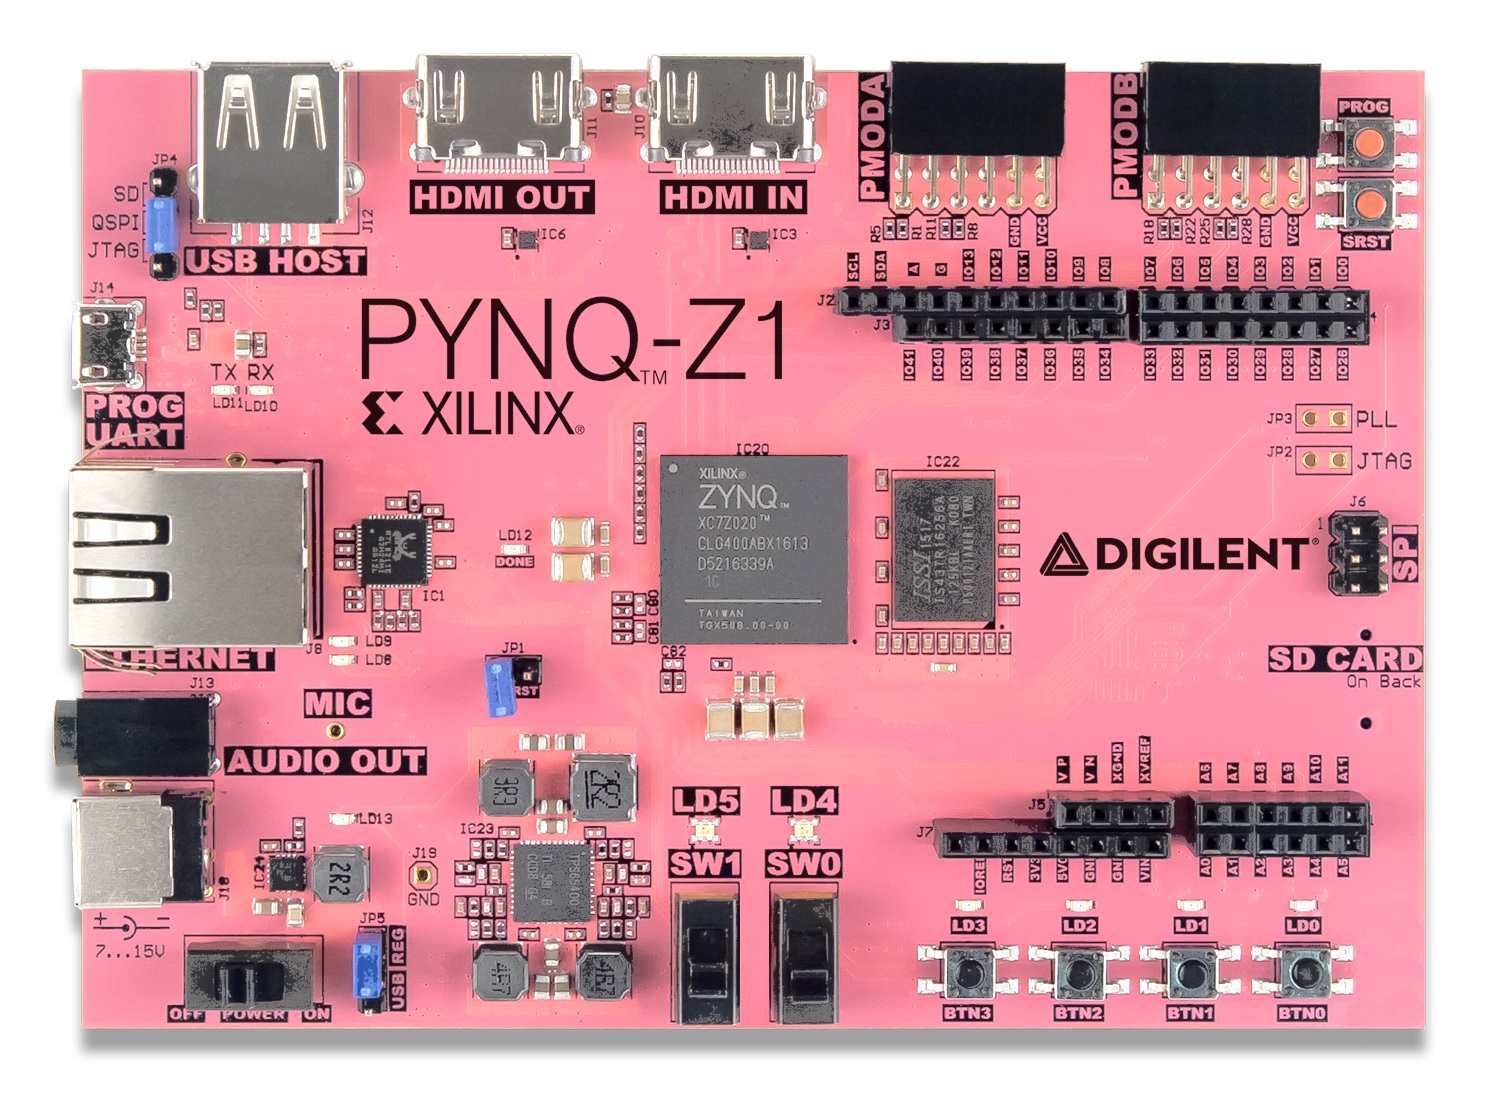 PROG
PMODA
PMODB
JP4
SD
QSPI
JTAG
J12
J11
J10
HDMI OUT
HDMI IN
SRST
USB HOST
IC6
IC3
R5
R1
R11
R8
GND
VCC
R18
R22
R25
R28
GND
VCC
SCL
SDA
A
G
IO13
IO12
IO11
IO10
IO9
IO8
IO7
IO6
IO5
IO4
IO3
IO2
IO1
IO0
J14
J2
J3
4
PYNQ™-Z1
IO41
IO40
IO39
IO38
IO37
IO36
IO35
IO34
IO33
IO32
IO31
IO30
IO29
IO28
IO27
IO26
TX RX
LD11 LD10
PROG
UART
XILINX®
JP3
PLL
JP2
JTAG
IC20
IC22
XILINX®
ZYNQ™
XC7Z020™
CLG400ABX1613
D5216339A
1C
TAIWAN
TGX508.00-00
ISSI 1517
J6
1
SPI
LD12
DONE
DIGILENT®
IC1
C80
C81
C82
LD9
LD8
J8
ETHERNET
JP1
SD CARD
On Back
J13
MIC
AUDIO OUT
3R3
2R2
V_P
V_N
XGND
XVREF
A6
A7
A8
A9
A10
A11
LD5
LD4
J5
J7
LD13
IC23
SW1
SW0
IC24
2R2
J19
GND
J18
5V0
GND
GND
VIN
A0
A1
A2
A3
A4
A5
+ -
7...15V
JP5
USB REG
4R7
4R7
LD3
LD2
LD1
LD0
OFF POWER ON
BTN3
BTN2
BTN1
BTN0